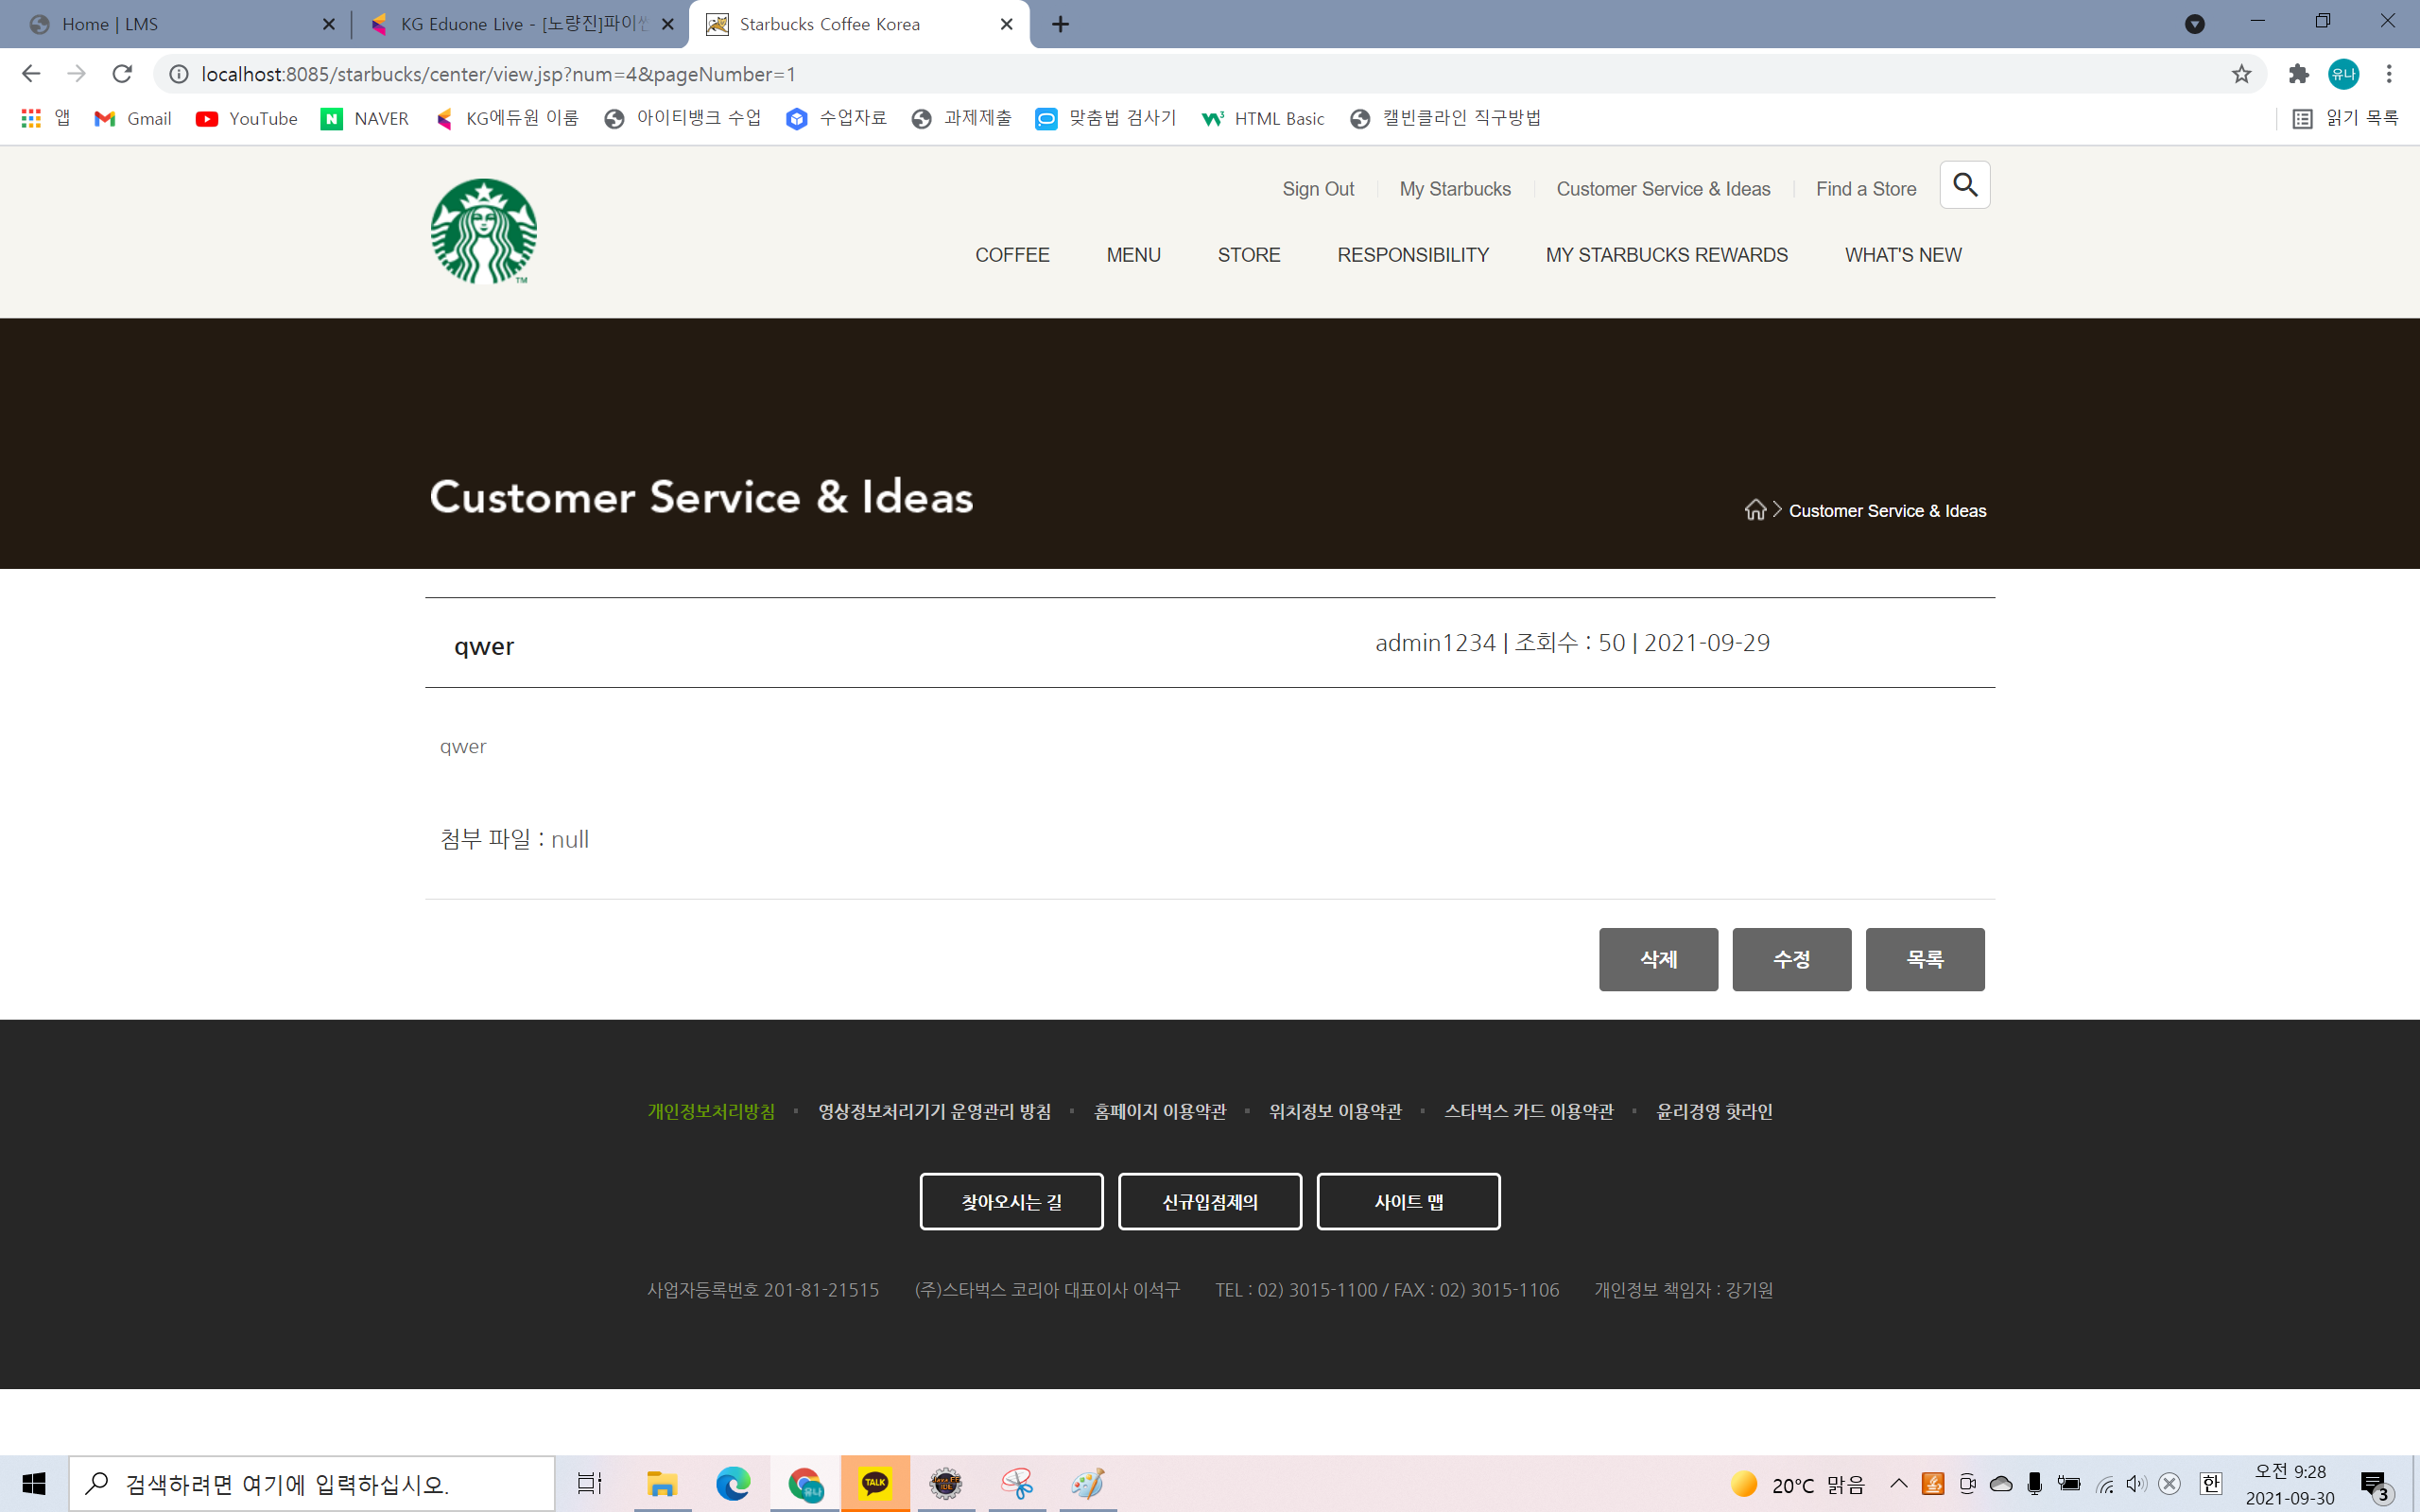 Home | LMS
KG Eduone Live - [노량진]파이썬
Starbucks Coffee Korea
localhost:8085/starbucks/center/view.jsp?num=4&pageNumber=1
유나
앱 Gmail YouTube NAVER KG에듀원 이룸 아이티뱅크 수업 수업자료 과제제출 맞춤법 검사기 HTML Basic 캘빈클라인 직구방법 읽기 목록
Sign Out My Starbucks Customer Service & Ideas Find a Store
COFFEE MENU STORE RESPONSIBILITY MY STARBUCKS REWARDS WHAT'S NEW
TM
Customer Service & Ideas
Customer Service & Ideas
qwer
admin1234 | 조회수 : 50 | 2021-09-29
qwer
첨부 파일 : null
삭제 수정 목록
개인정보처리방침 영상정보처리기기 운영관리 방침 홈페이지 이용약관 위치정보 이용약관 스타벅스 카드 이용약관 윤리경영 핫라인
찾아오시는 길 신규입점제의 사이트 맵
사업자등록번호 201-81-21515 (주)스타벅스 코리아 대표이사 이석구 TEL : 02) 3015-1100 / FAX : 02) 3015-1106 개인정보 책임자 : 강기원
검색하려면 여기에 입력하십시오.
유나
TALK
20°C 맑음
한
오전 9:28
2021-09-30
3